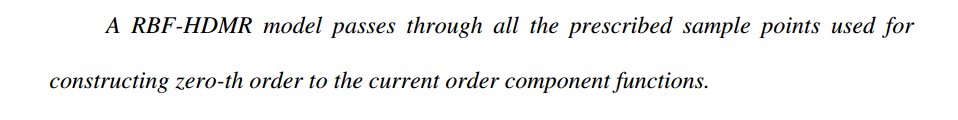 A RBF-HDMR model passes through all the prescribed sample points used for
constructing zero-th order to the current order component functions.